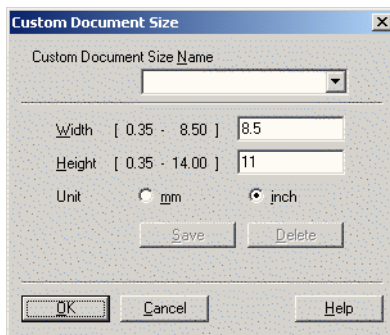 Custom Document Size
Custom Document Size Name
Width [ 0.35 - 8.50 ] 8.5
Height [ 0.35 - 14.00 ] 11
Unit mm inch
Save Delete
OK Cancel Help